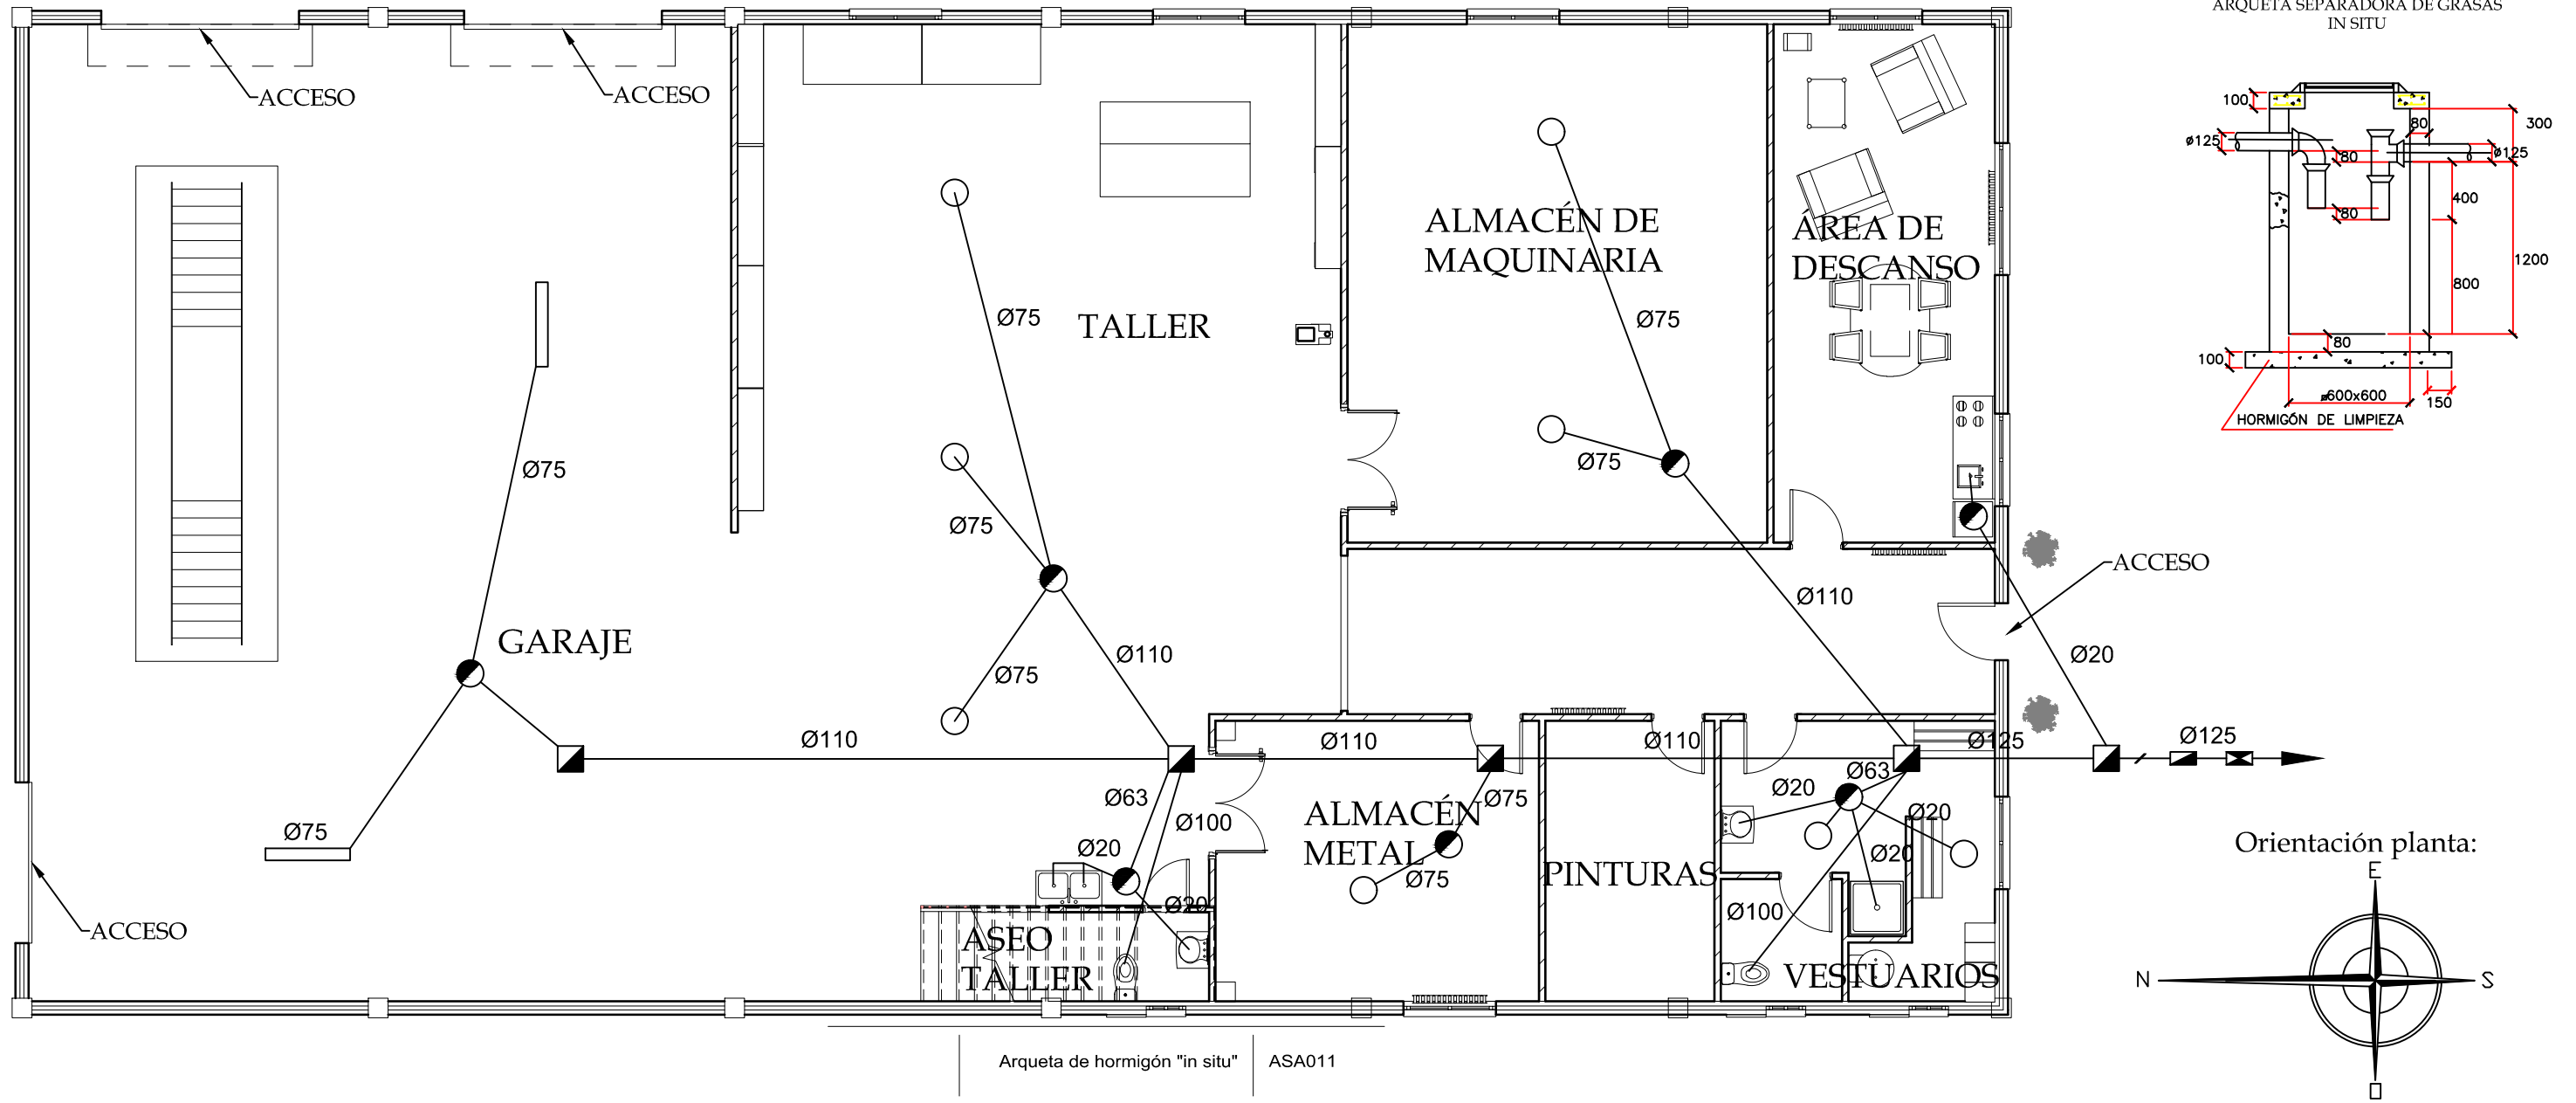 ARQUETA SEPARADORA DE GRASAS
IN SITU
ACCESO
ACCESO
100
80
300
Ø125
80
Ø125
400
80
1200
800
80
100
Ø600x600
150
HORMIGÓN DE LIMPIEZA
ALMACÉN DE
MAQUINARIA
ÁREA DE
DESCANSO
TALLER
Ø75
Ø75
Ø75
Ø75
Ø75
GARAJE
Ø75
Ø110
Ø110
ACCESO
Ø20
Ø110
Ø110
Ø110
Ø125
Ø125
Ø63
Ø100
Ø75
Ø63
Ø20
Ø20
Ø75
Ø20
ALMACÉN
METAL
Ø75
PINTURAS
Ø20
Ø20
Ø100
ACCESO
ASEO
TALLER
VESTUARIOS
Orientación planta:
E
N
S
O
Arqueta de hormigón "in situ"
ASA011